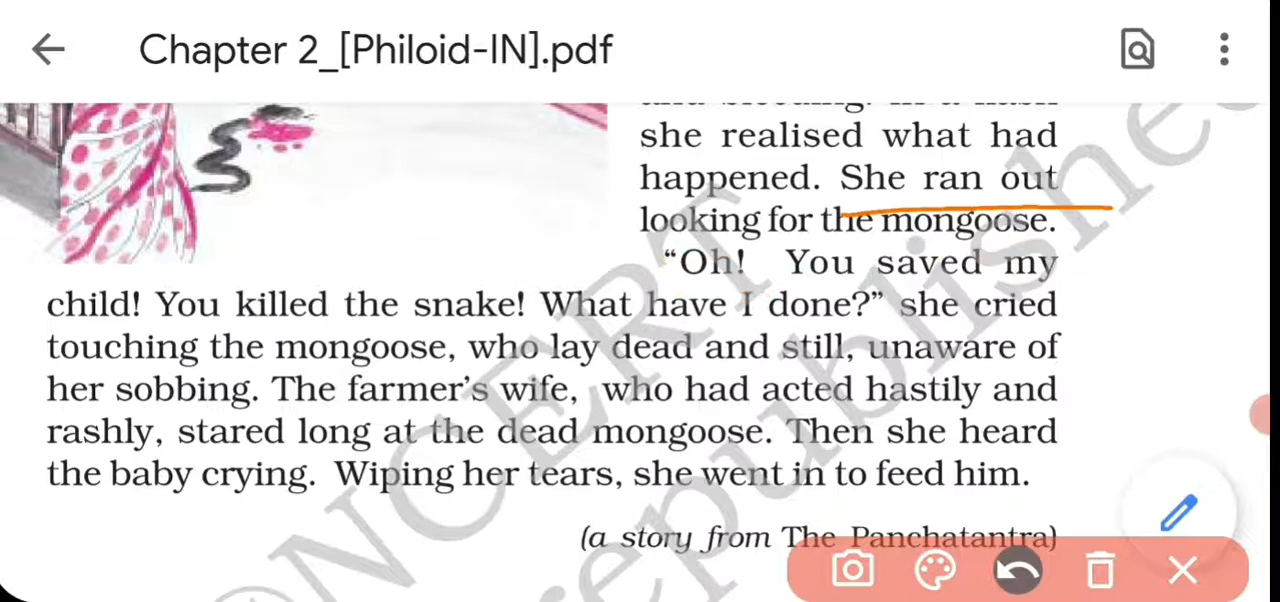 Chapter 2_[Philoid-IN].pdf
she realised what had
happened. She ran out
looking for the mongoose.
“Oh! You saved my
child! You killed the snake! What have I done?” she cried
touching the mongoose, who lay dead and still, unaware of
her sobbing. The farmer’s wife, who had acted hastily and
rashly, stared long at the dead mongoose. Then she heard
the baby crying. Wiping her tears, she went in to feed him.
(a story from The Panchatantra)
NCERT